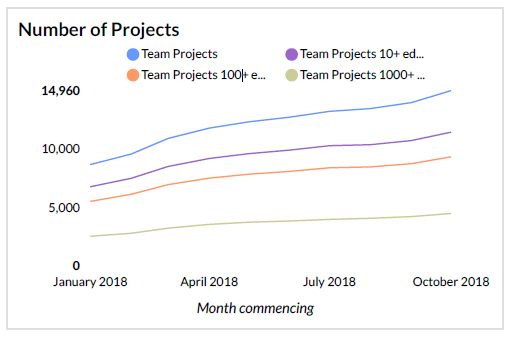 Number of Projects
Team Projects
Team Projects 10+ ed...
Team Projects 100+ e...
Team Projects 1000+ ...
14,960
10,000
5,000
0
January 2018
April 2018
July 2018
October 2018
Month commencing